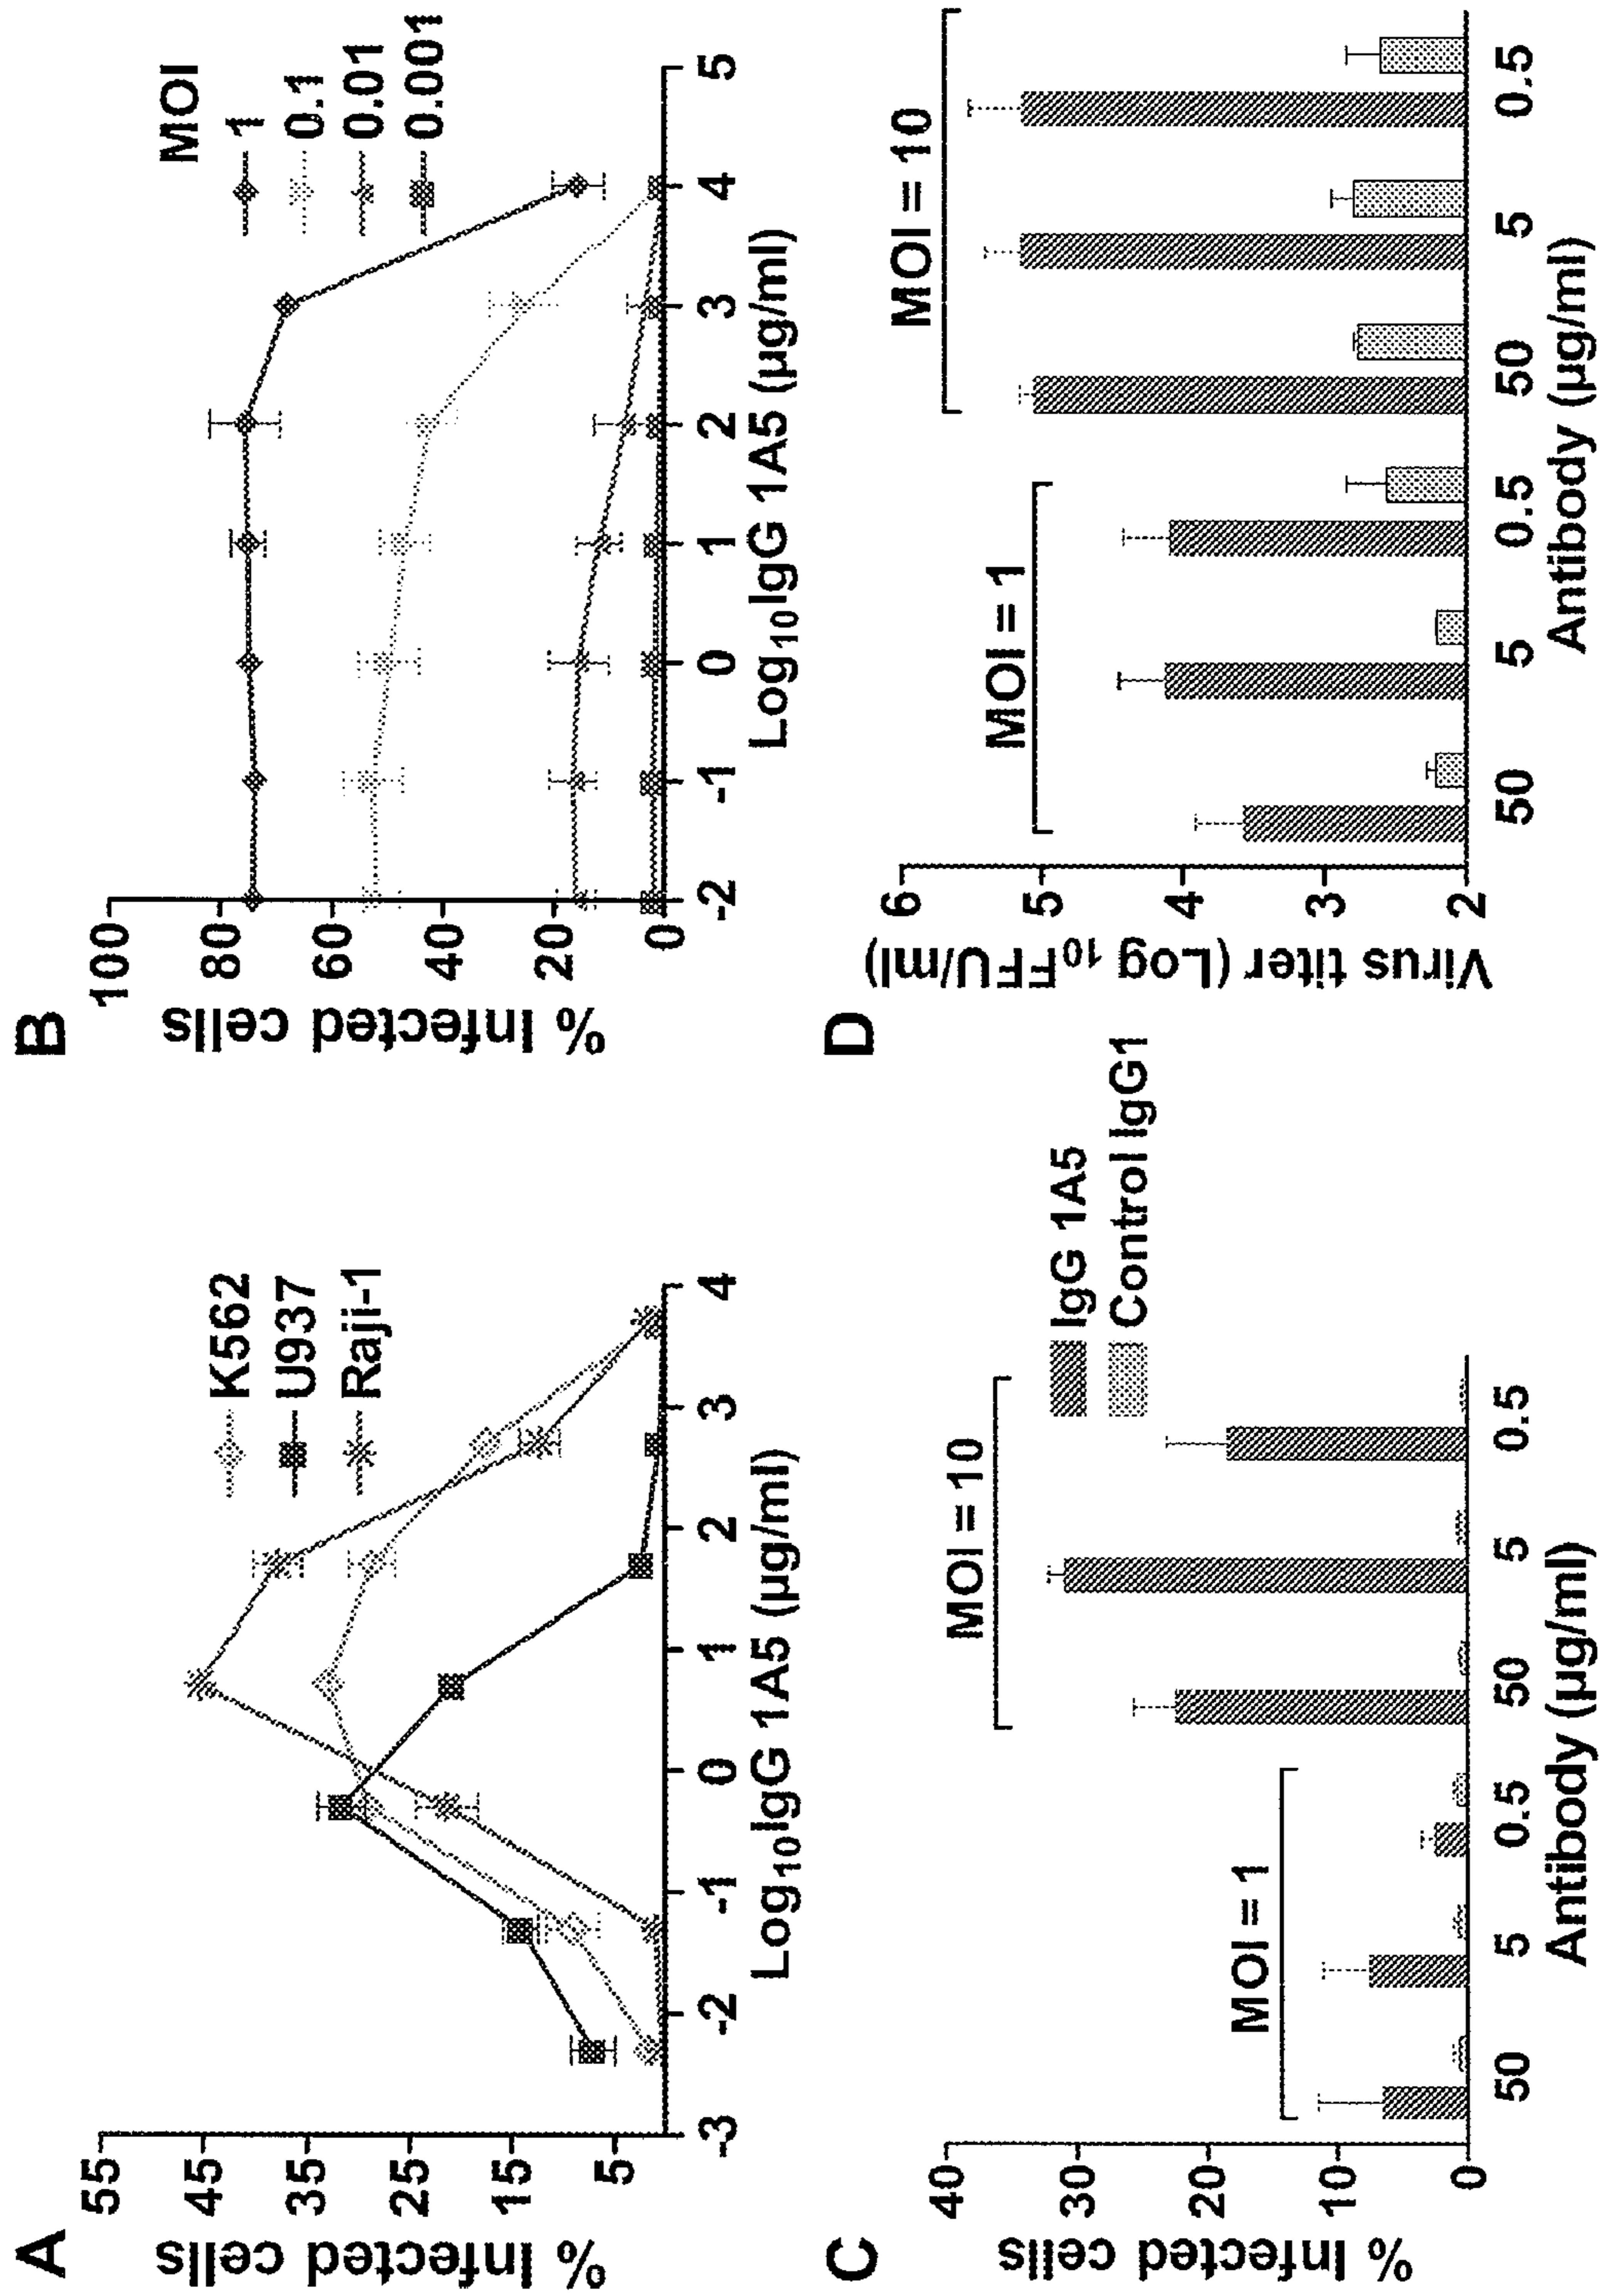 A
% Infected cells
55
45
35
25
15
5
-3
-2
-1
0
1
2
3
4
Log10IgG 1A5 (µg/ml)
K562
U937
Raji-1
B
% Infected cells
100
80
60
40
20
0
-2
-1
0
1
2
3
4
5
Log10IgG 1A5 (µg/ml)
MOI
1
0.1
0.01
0.001
C
% Infected cells
40
30
20
10
0
MOI = 1
MOI = 10
50
5
0.5
50
5
0.5
Antibody (µg/ml)
IgG 1A5
Control IgG1
D
Virus titer (Log 10FFU/ml)
6
5
4
3
2
MOI = 1
MOI = 10
50
5
0.5
50
5
0.5
Antibody (µg/ml)